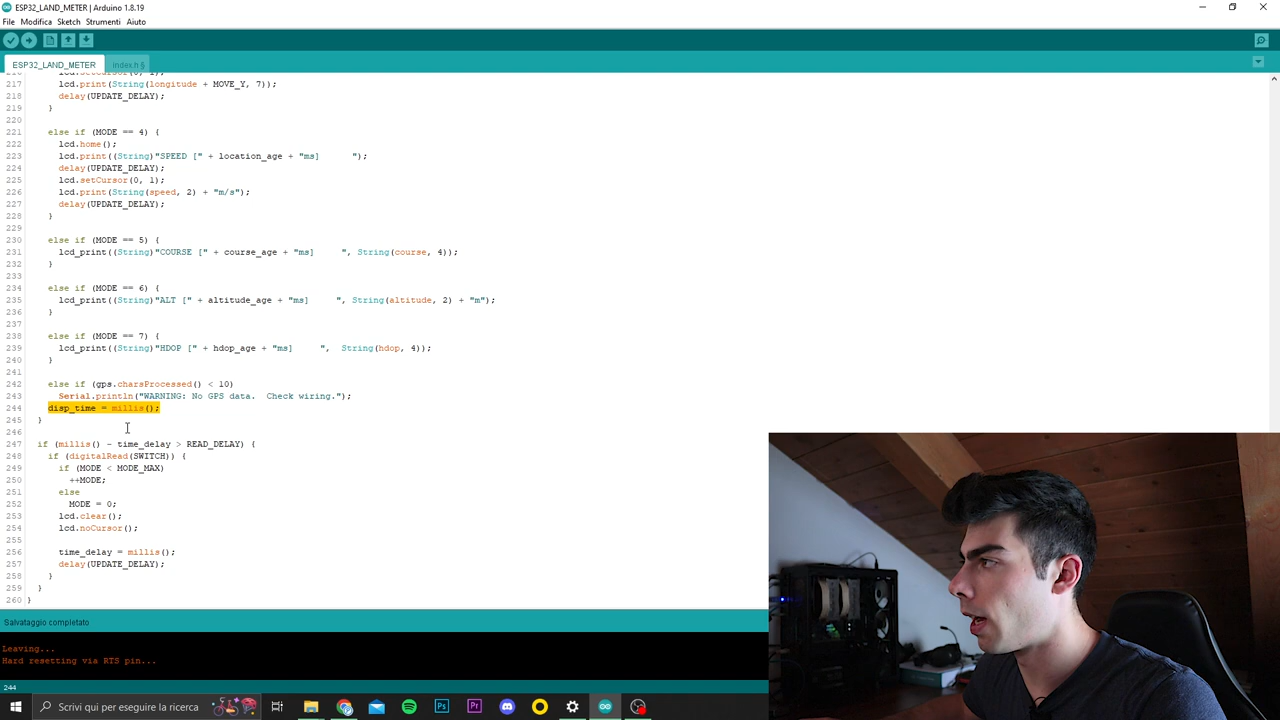 ESP32_LAND_METER | Arduino 1.8.19
File Modifica Sketch Strumenti Aiuto
ESP32_LAND_METER index.h §
216 lcd.setCursor(0, 1);
217 lcd.print(String(longitude + MOVE_Y, 7));
218 delay(UPDATE_DELAY);
219 }
220
221 else if (MODE == 4) {
222 lcd.home();
223 lcd.print((String)"SPEED [" + location_age + "ms]      ");
224 delay(UPDATE_DELAY);
225 lcd.setCursor(0, 1);
226 lcd.print(String(speed, 2) + "m/s");
227 delay(UPDATE_DELAY);
228 }
229
230 else if (MODE == 5) {
231 lcd_print((String)"COURSE [" + course_age + "ms]     ", String(course, 4));
232 }
233
234 else if (MODE == 6) {
235 lcd_print((String)"ALT [" + altitude_age + "ms]     ", String(altitude, 2) + "m");
236 }
237
238 else if (MODE == 7) {
239 lcd_print((String)"HDOP [" + hdop_age + "ms]     ",  String(hdop, 4));
240 }
241
242 else if (gps.charsProcessed() < 10)
243 Serial.println("WARNING: No GPS data.  Check wiring.");
244 disp_time = millis();
245 }
246
247 if (millis() - time_delay > READ_DELAY) {
248 if (digitalRead(SWITCH)) {
249 if (MODE < MODE_MAX)
250 ++MODE;
251 else
252 MODE = 0;
253 lcd.clear();
254 lcd.noCursor();
255
256 time_delay = millis();
257 delay(UPDATE_DELAY);
258 }
259 }
260 }
Salvataggio completato
Leaving...
Hard resetting via RTS pin...
244
Scrivi qui per eseguire la ricerca
Ps Pr